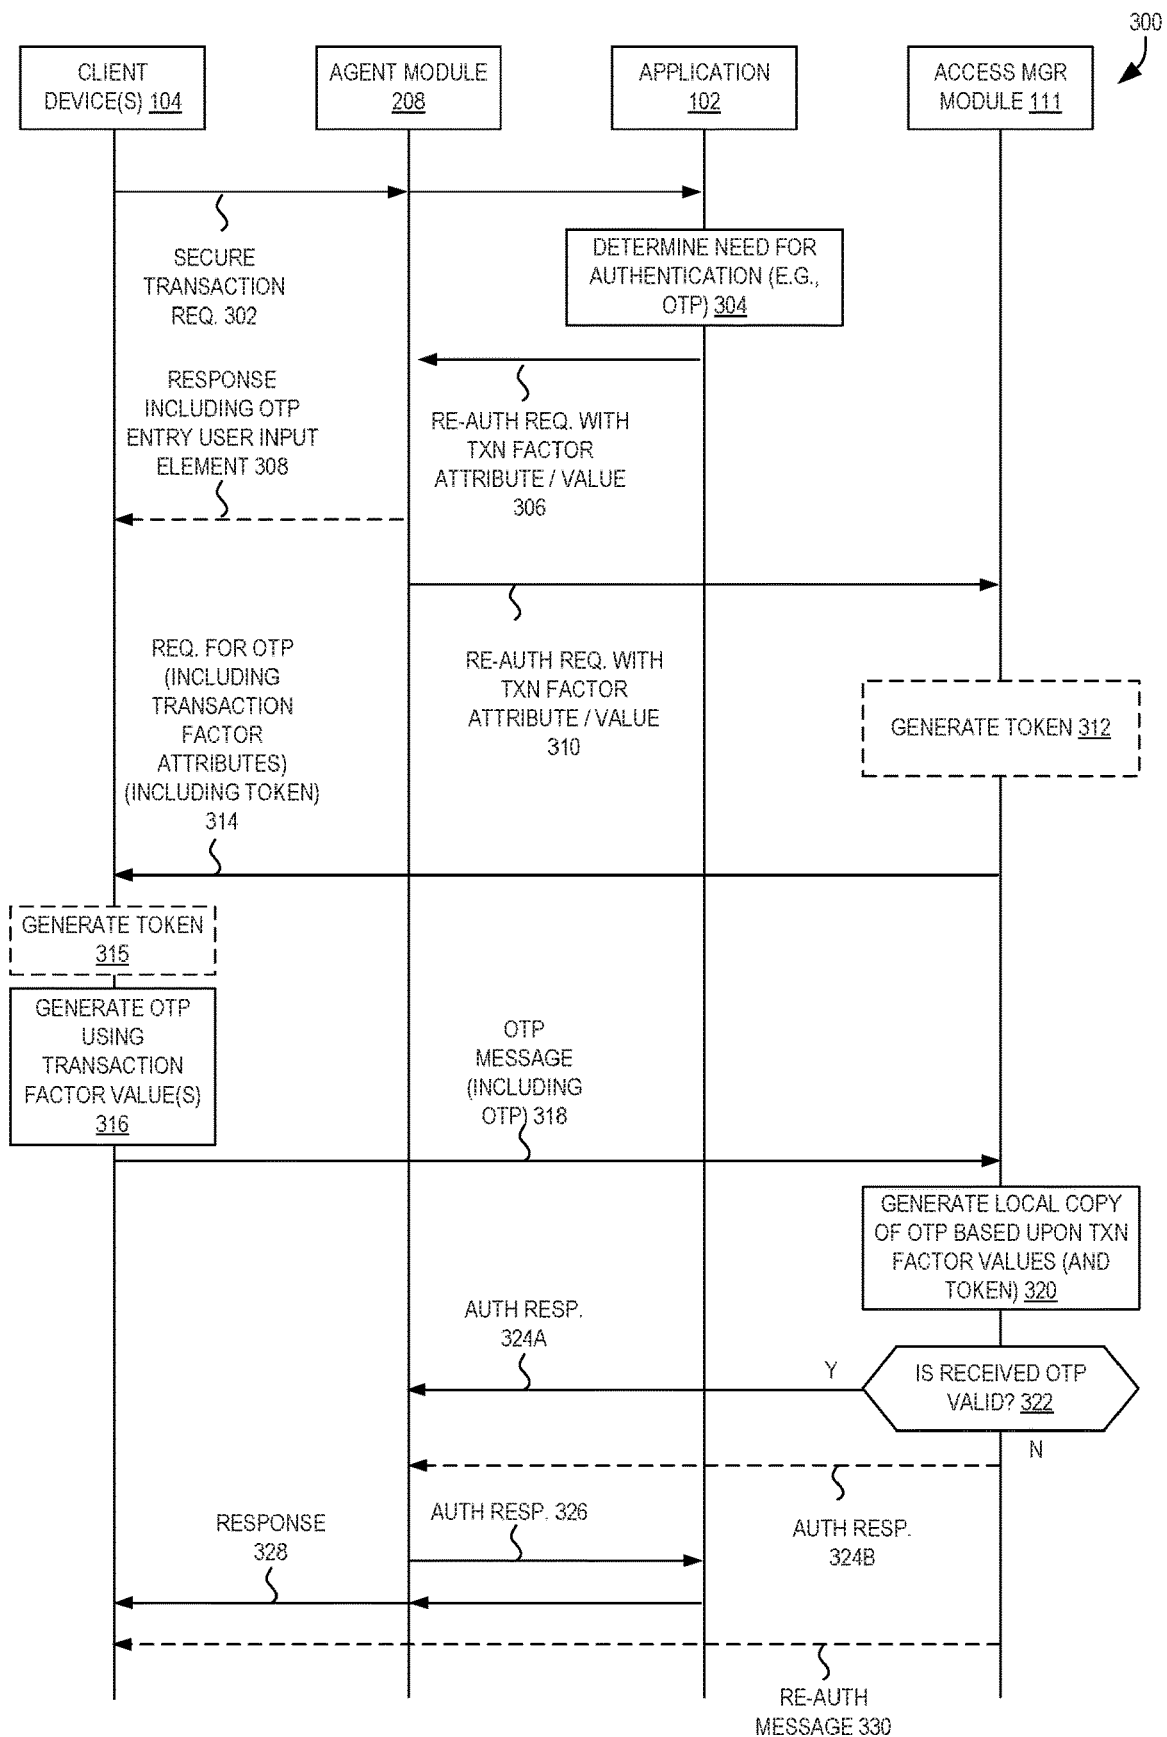 300
CLIENT
DEVICE(S) 104
AGENT MODULE
208
APPLICATION
102
ACCESS MGR
MODULE 111
SECURE
TRANSACTION
REQ. 302
DETERMINE NEED FOR
AUTHENTICATION (E.G.,
OTP) 304
RESPONSE
INCLUDING OTP
ENTRY USER INPUT
ELEMENT 308
RE-AUTH REQ. WITH
TXN FACTOR
ATTRIBUTE / VALUE
306
REQ. FOR OTP
(INCLUDING
TRANSACTION
FACTOR
ATTRIBUTES)
(INCLUDING TOKEN)
314
RE-AUTH REQ. WITH
TXN FACTOR
ATTRIBUTE / VALUE
310
GENERATE TOKEN 312
GENERATE TOKEN
315
GENERATE OTP
USING
TRANSACTION
FACTOR VALUE(S)
316
OTP
MESSAGE
(INCLUDING
OTP) 318
GENERATE LOCAL COPY
OF OTP BASED UPON TXN
FACTOR VALUES (AND
TOKEN) 320
AUTH RESP.
324A
Y
IS RECEIVED OTP
VALID? 322
N
AUTH RESP.
324B
AUTH RESP. 326
RESPONSE
328
RE-AUTH
MESSAGE 330